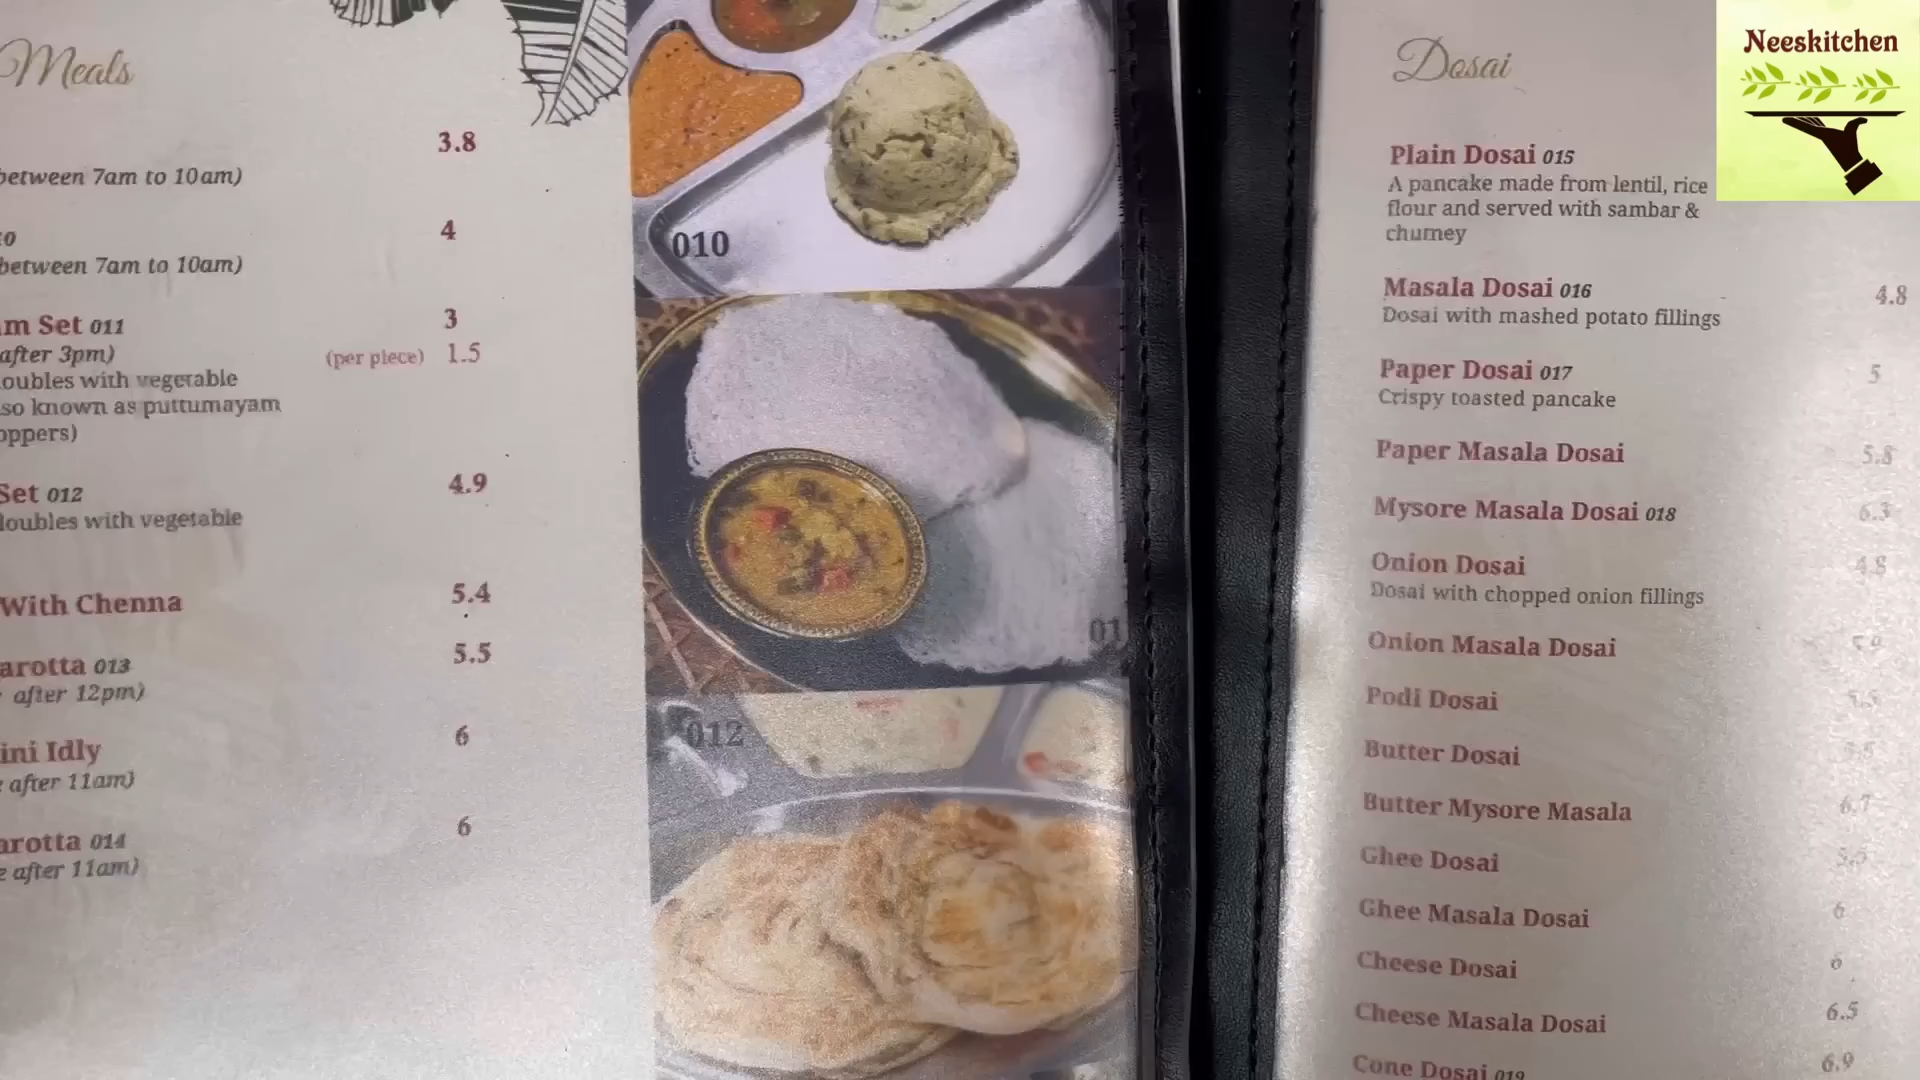 Meals
3.8
between 7am to 10am)
4
between 7am to 10am)
m Set 011 3
after 3pm) (per piece) 1.5
oubles with vegetable
so known as puttumayam
oppers)
Set 012 4.9
loubles with vegetable
With Chenna 5.4
arotta 013 5.5
after 12pm)
ini Idly 6
after 11am)
arotta 014 6
e after 11am)
010
01
012
Dosai
Plain Dosai 015
A pancake made from lentil, rice
flour and served with sambar &
Masala Dosai 016 4.8
Dosai with mashed potato fillings
Paper Dosai 017 5
Crispy toasted pancake
Paper Masala Dosai 5.8
Mysore Masala Dosai 018 6.3
Onion Dosai 4.8
Dosai with chopped onion fillings
Onion Masala Dosai
Podi Dosai
Butter Dosai
Butter Mysore Masala 6.7
Ghee Dosai
Ghee Masala Dosai 6
Cheese Dosai 6
Cheese Masala Dosai 6.5
Cone Dosai 019 6.9
Neeskitchen